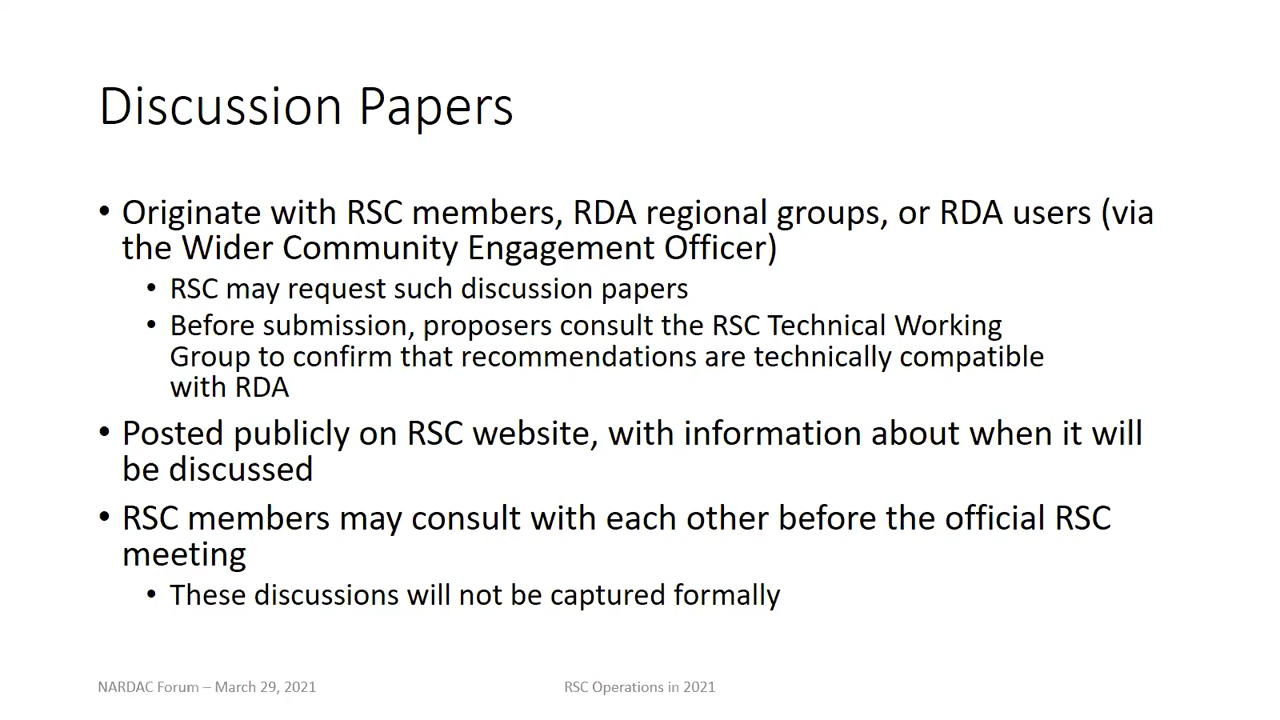 Discussion Papers
• Originate with RSC members, RDA regional groups, or RDA users (via
the Wider Community Engagement Officer)
• RSC may request such discussion papers
• Before submission, proposers consult the RSC Technical Working
Group to confirm that recommendations are technically compatible
with RDA
• Posted publicly on RSC website, with information about when it will
be discussed
• RSC members may consult with each other before the official RSC
meeting
• These discussions will not be captured formally
NARDAC Forum – March 29, 2021
RSC Operations in 2021